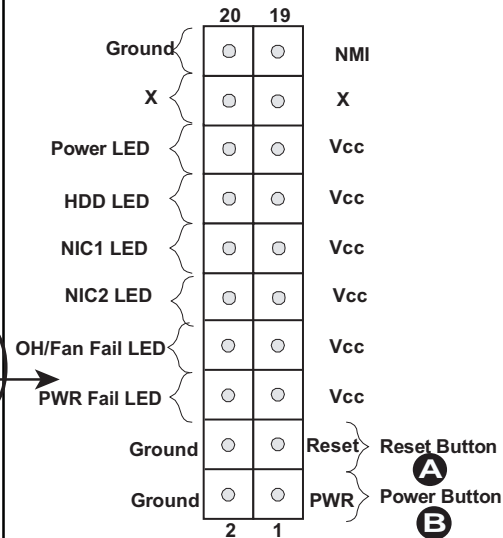 20 19
Ground NMI
X X
Power LED Vcc
HDD LED Vcc
NIC1 LED Vcc
NIC2 LED Vcc
OH/Fan Fail LED Vcc
PWR Fail LED Vcc
Ground Reset Reset Button
A
Ground PWR Power Button
2 1 B